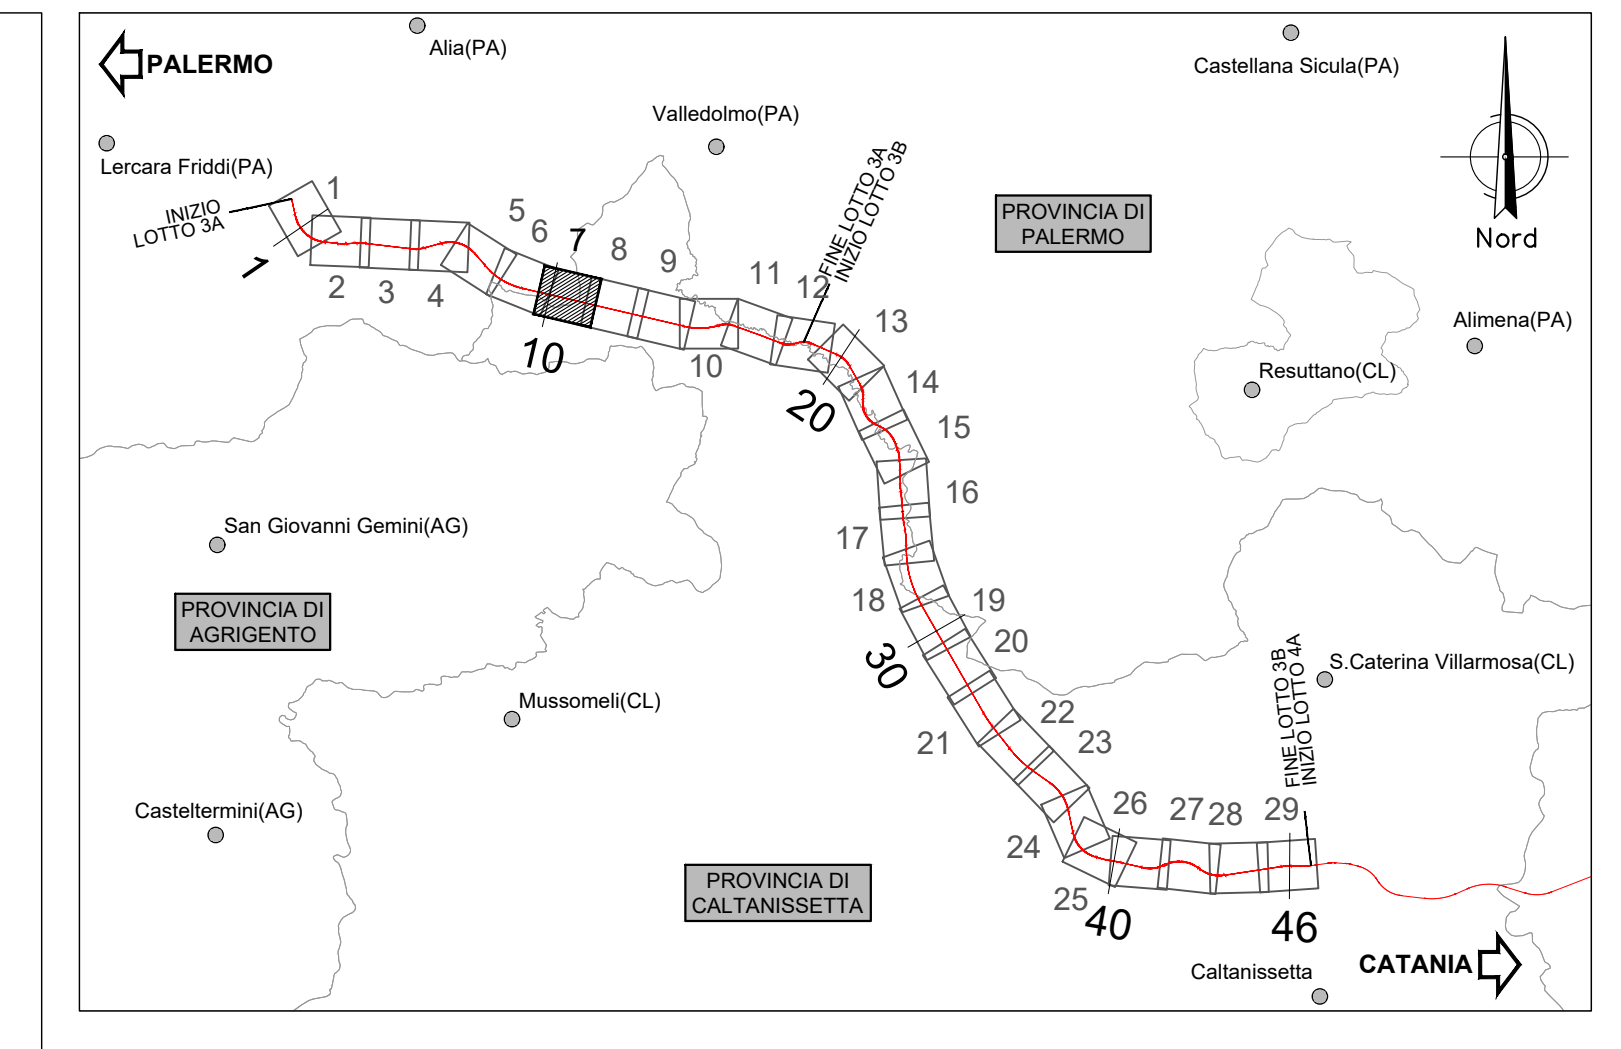 Alia(PA)
PALERMO
Castellana Sicula(PA)
Valledolmo(PA)
Lercara Friddi(PA)
Nord
INIZIO
LOTTO 3A
FINE LOTTO 3A
INIZIO LOTTO 3B
PROVINCIA DI
PALERMO
1
2
3
4
5
6
7
8
9
10
11
12
13
14
15
16
17
18
19
20
21
22
23
24
25
26
27
28
29
1
10
20
30
40
46
Alimena(PA)
Resuttano(CL)
San Giovanni Gemini(AG)
PROVINCIA DI
AGRIGENTO
Mussomeli(CL)
S.Caterina Villarmosa(CL)
FINE LOTTO 3B
INIZIO LOTTO 4A
Casteltermini(AG)
PROVINCIA DI
CALTANISSETTA
Caltanissetta
CATANIA